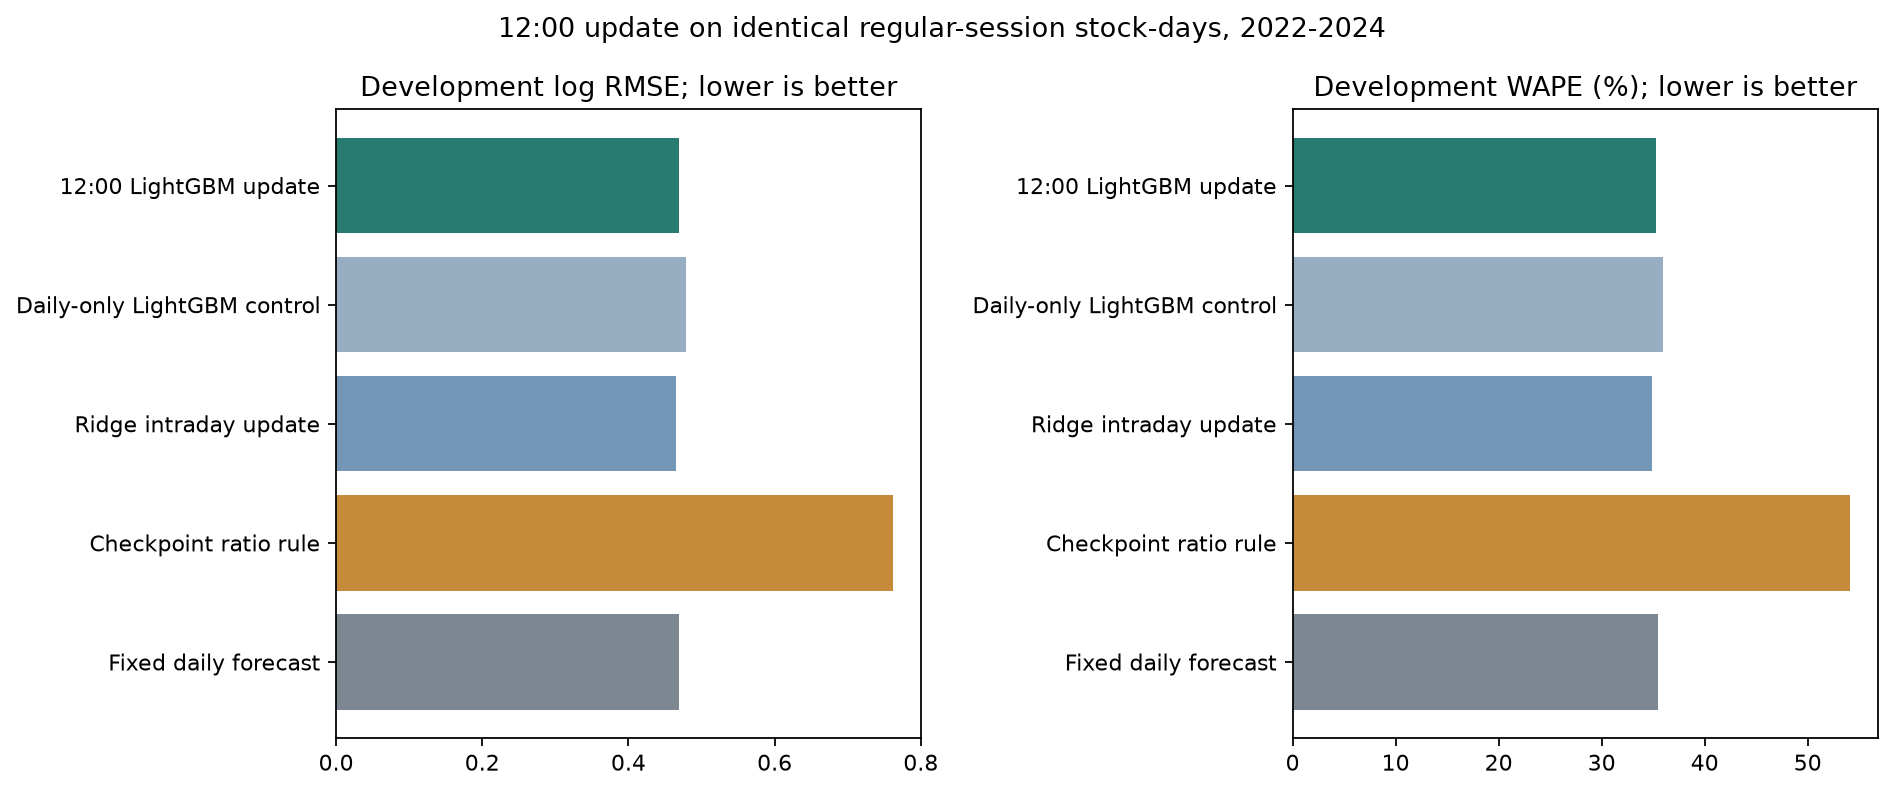 12:00 update on identical regular-session stock-days, 2022-2024
Development log RMSE; lower is better
12:00 LightGBM update
Daily-only LightGBM control
Ridge intraday update
Checkpoint ratio rule
Fixed daily forecast
0.0 0.2 0.4 0.6 0.8
Development WAPE (%); lower is better
12:00 LightGBM update
Daily-only LightGBM control
Ridge intraday update
Checkpoint ratio rule
Fixed daily forecast
0 10 20 30 40 50